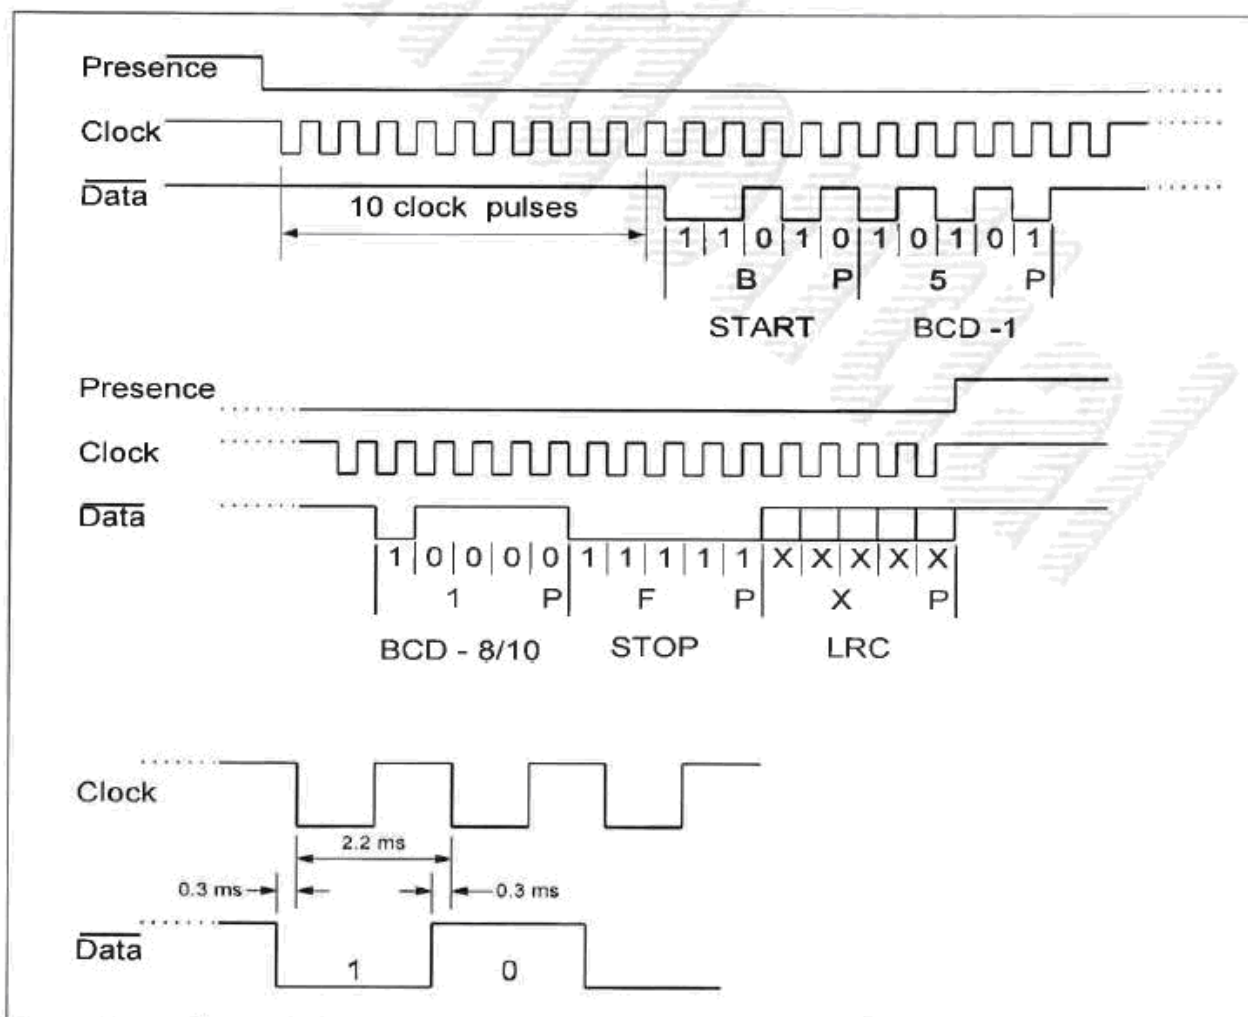 Presence
Clock
Data
10 clock pulses
1 1 0 1 0 1 0 1 0 1
B P 5 P
START BCD -1
Presence
Clock
Data
1 0 0 0 0 1 1 1 1 1 X X X X X
1 P F P X P
BCD - 8/10 STOP LRC
Clock
2.2 ms
0.3 ms 0.3 ms
Data
1 0